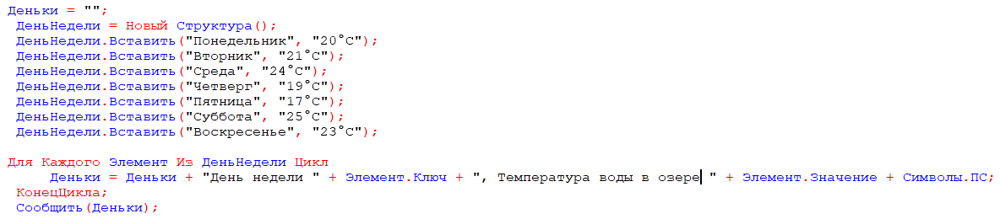 Деньки = "";
ДеньНедели = Новый Структура();
ДеньНедели.Вставить("Понедельник", "20°C");
ДеньНедели.Вставить("Вторник", "21°C");
ДеньНедели.Вставить("Среда", "24°C");
ДеньНедели.Вставить("Четверг", "19°C");
ДеньНедели.Вставить("Пятница", "17°C");
ДеньНедели.Вставить("Суббота", "25°C");
ДеньНедели.Вставить("Воскресенье", "23°C");
Для Каждого Элемент Из ДеньНедели Цикл
Деньки = Деньки + "День недели " + Элемент.Ключ + ", Температура воды в озере " + Элемент.Значение + Символы.ПС;
КонецЦикла;
Сообщить(Деньки);